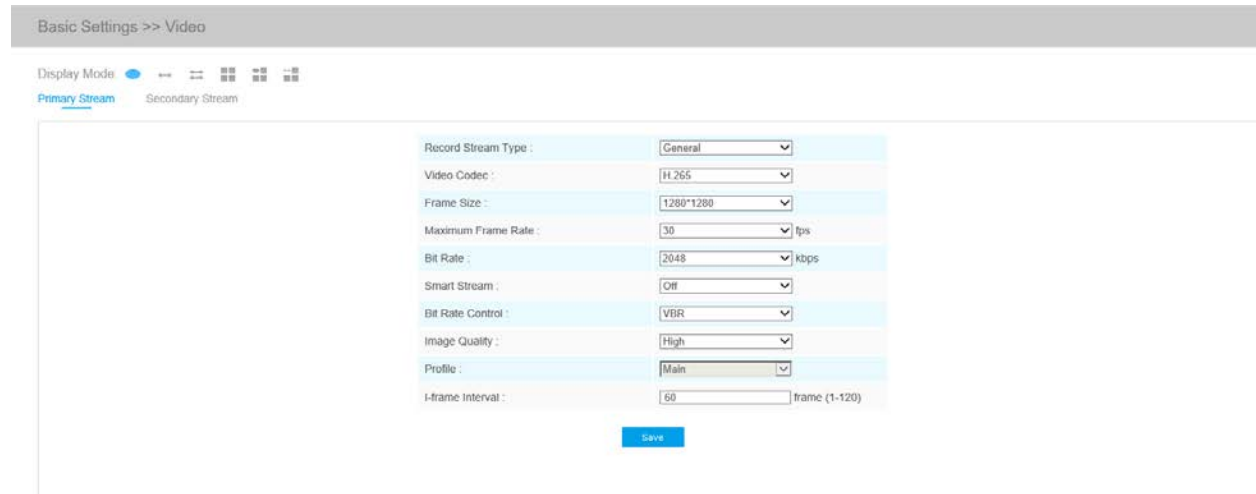 Basic Settings >> Video
Display Mode:
Primary Stream Secondary Stream
Record Stream Type : General
Video Codec : H.265
Frame Size : 1280*1280
Maximum Frame Rate : 30 fps
Bit Rate : 2048 kbps
Smart Stream : Off
Bit Rate Control : VBR
Image Quality : High
Profile : Main
I-frame Interval : 60 frame (1-120)
Save